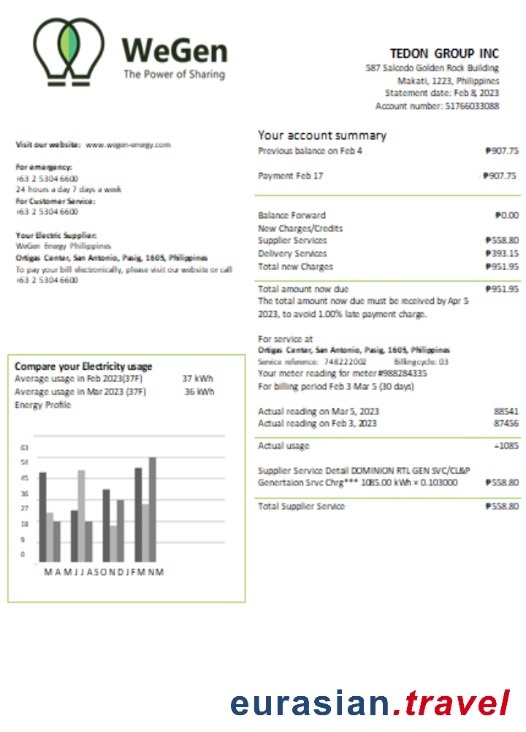 WeGen
The Power of Sharing
TEDON GROUP INC
587 Salcedo Golden Rock Building
Makati, 1223, Philippines
Statement date: Feb 8, 2023
Account number: 51766033088
Visit our website: www.wegen-energy.com
For emergency:
+63 2 5304 6600
24 hours a day 7 days a week
For Customer Service:
+63 2 5304 6600
Your Electric Supplier:
WeGen Energy Philippines
Ortigas Center, San Antonio, Pasig, 1605, Philippines
To pay your bill electronically, please visit our website or call
+63 2 5304 6600
Your account summary
Previous balance on Feb 4 ₱907.75
Payment Feb 17 -₱907.75
Balance Forward ₱0.00
New Charges/Credits
Supplier Services ₱558.80
Delivery Services ₱393.15
Total new Charges ₱951.95
Total amount now due ₱951.95
The total amount now due must be received by Apr 5
2023, to avoid 1.00% late payment charge.
For service at
Ortigas Center, San Antonio, Pasig, 1605, Philippines
Service reference: 748222002 Billing cycle: 03
Your meter reading for meter #988284335
For billing period Feb 3-Mar 5 (30 days)
Actual reading on Mar 5, 2023 88541
Actual reading on Feb 3, 2023 87456
Actual usage =1085
Supplier Service Detail DOMINION RTL GEN SVC/CL&P
Genertaion Srvc Chrg*** 1085.00 kWh × 0.103000 ₱558.80
Total Supplier Service ₱558.80
Compare your Electricity usage
Average usage in Feb 2023(37F) 37 kWh
Average usage in Mar 2023 (37F) 36 kWh
Energy Profile
63
54
45
36
27
18
9
0
M A M J J A S O N D J F M N M
eurasian.travel